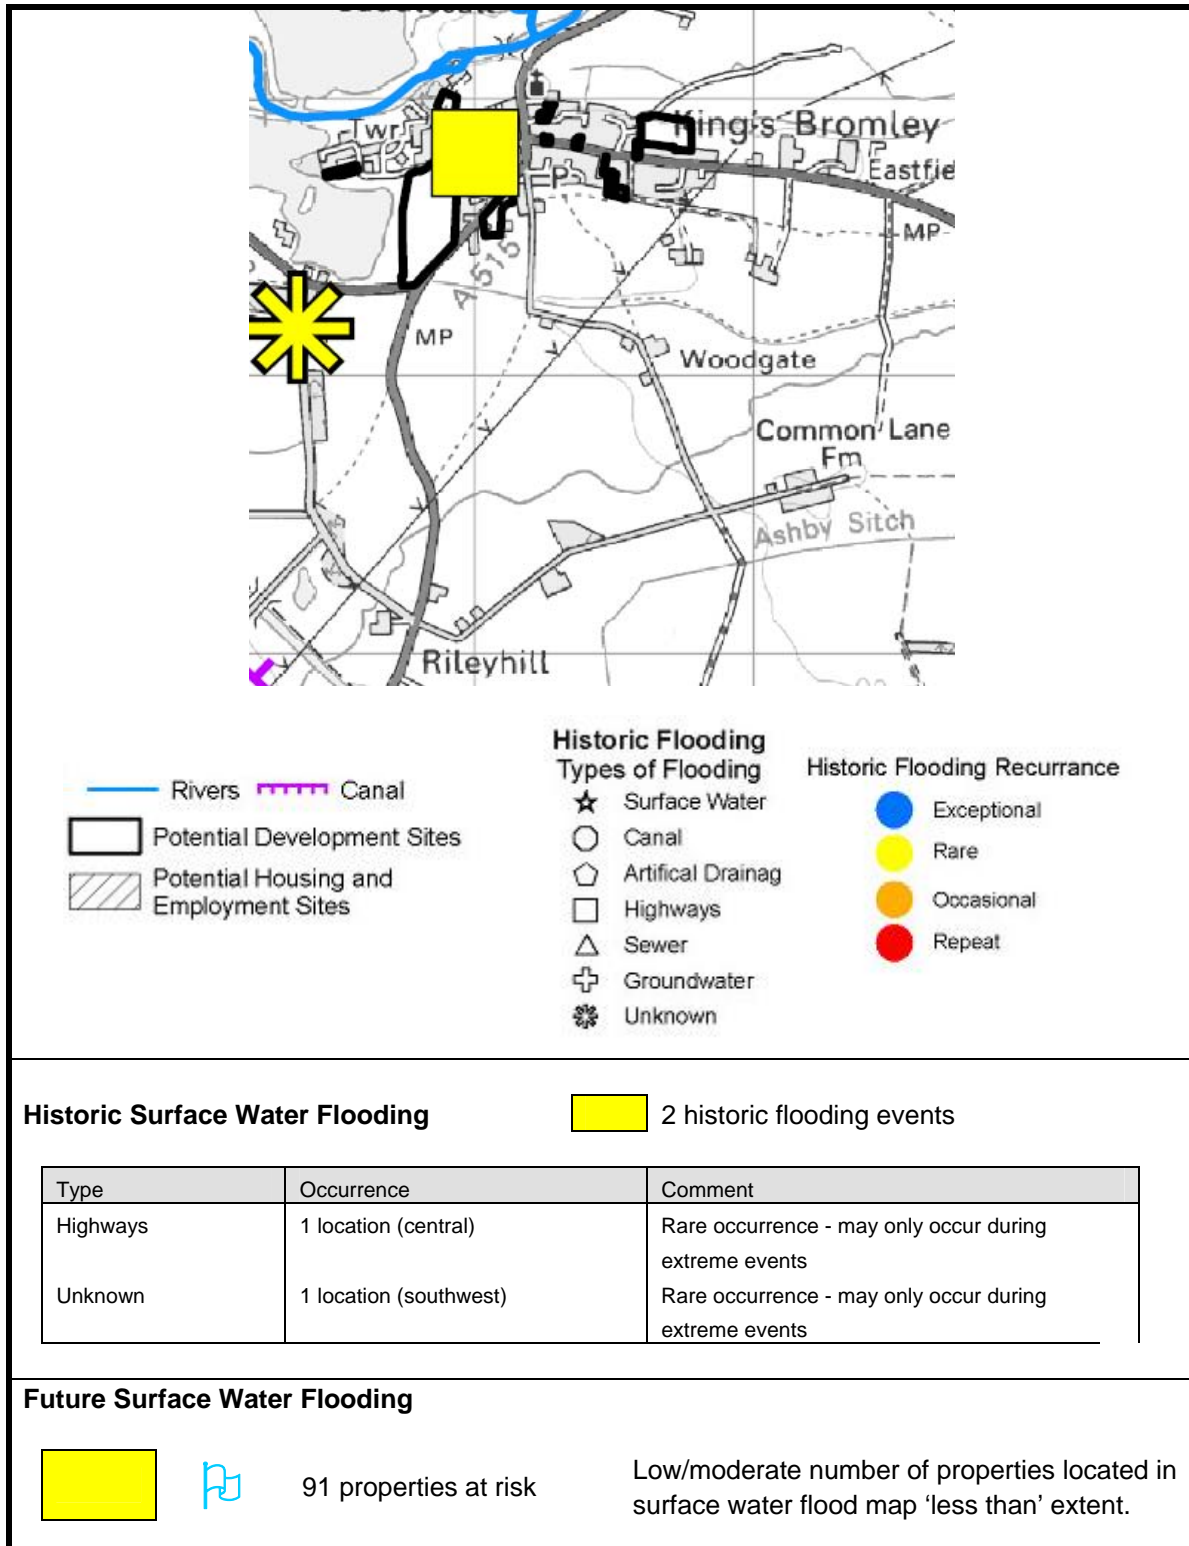 Twr
King's Bromley
Eastfie
P
MP
A 515
MP
Woodgate
Common Lane
Fm
Ashby Sitch
Rileyhill
Rivers Canal
Potential Development Sites
Potential Housing and
Employment Sites
Historic Flooding
Types of Flooding
Surface Water
Canal
Artifical Drainag
Highways
Sewer
Groundwater
Unknown
Historic Flooding Recurrance
Exceptional
Rare
Occasional
Repeat
Historic Surface Water Flooding 2 historic flooding events
Type Occurrence Comment
Highways 1 location (central) Rare occurrence - may only occur during
extreme events
Unknown 1 location (southwest) Rare occurrence - may only occur during
extreme events
Future Surface Water Flooding
91 properties at risk
Low/moderate number of properties located in
surface water flood map ‘less than’ extent.